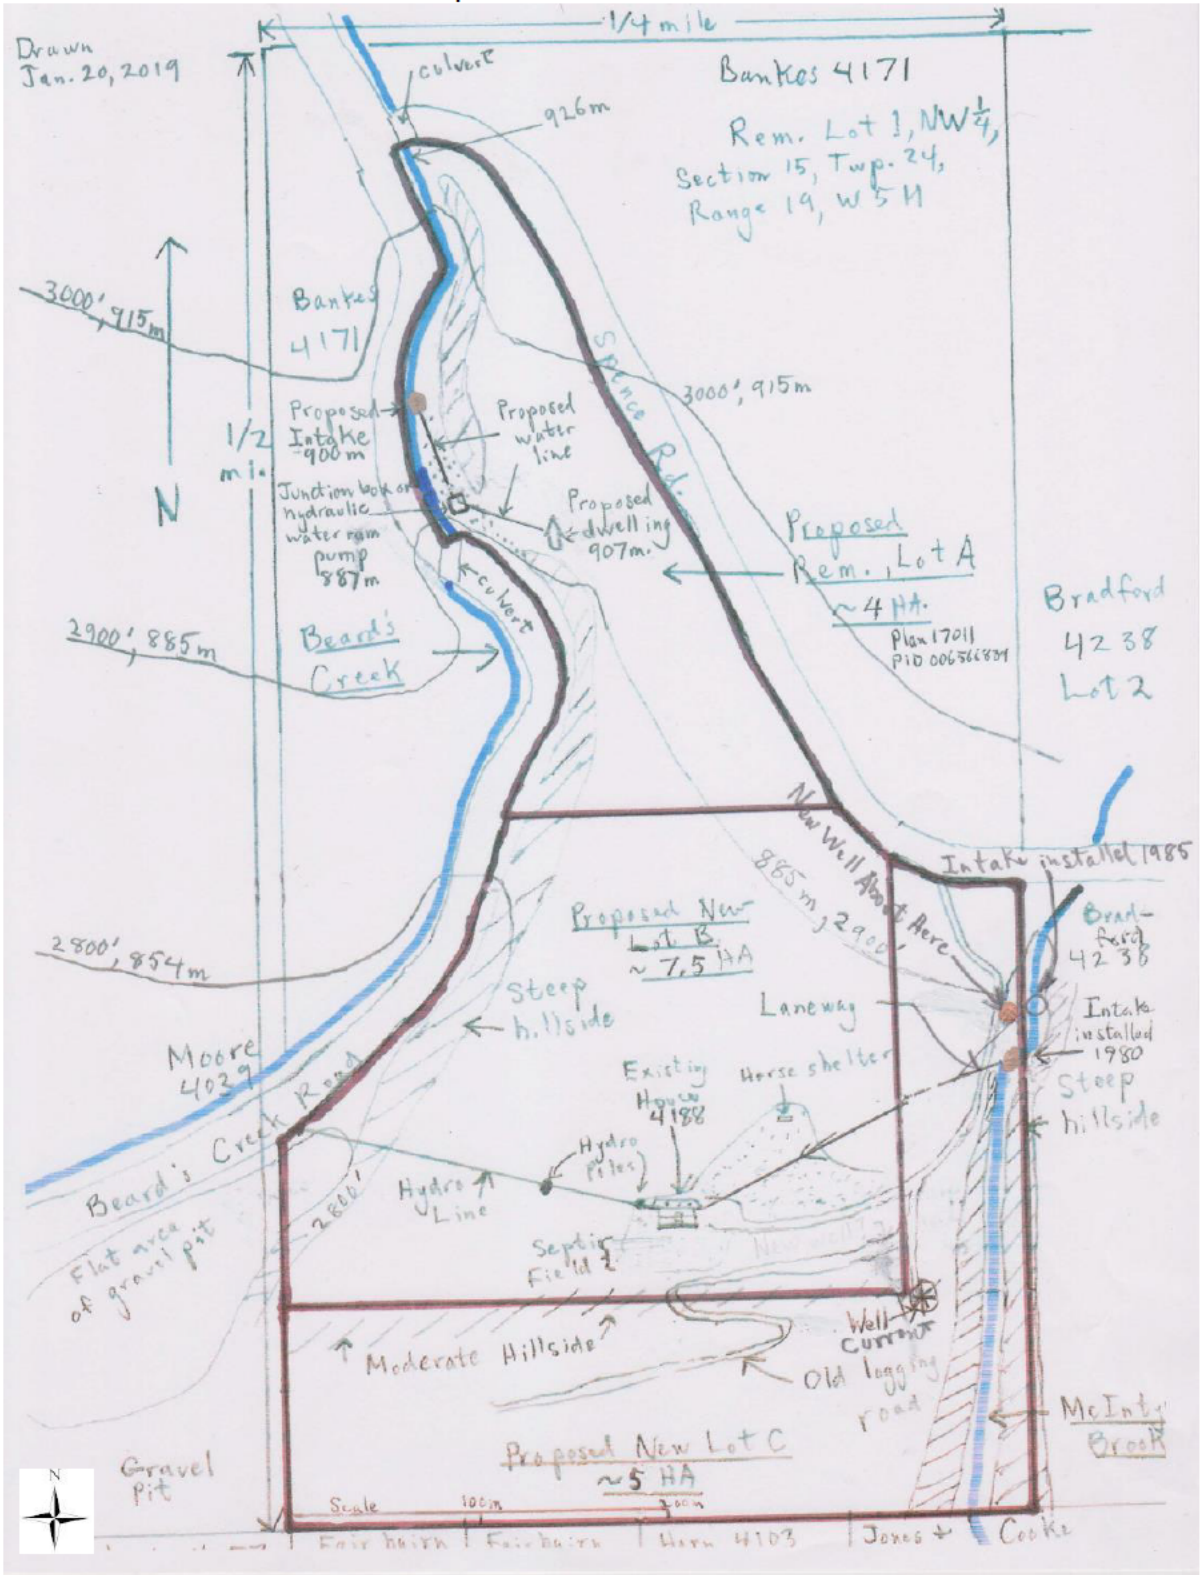 1/4 mile
Drawn
Jan. 20, 2019
culvert
Bankes 4171
926m
Rem. Lot 1, NW 1/4,
Section 15, Twp. 24,
Range 19, W5M
3000', 915m
Bankes
4171
N
1/2
mi.
Spence Rd.
3000', 915m
Proposed
Intake
900m
Proposed
water
line
Junction box or
hydraulic
water ram
pump
887m
Proposed
dwelling
907m.
Proposed
Rem., Lot A
~4 HA.
Plan 17011
Bradford
4238
Lot 2
culvert
2900', 885m
Beard's
Creek
New Well About Here
Intake installed 1985
885m, 2900'
Proposed New
Lot B
~7.5 HA
Brad-
ford
4238
2800', 854m
Steep
hillside
Laneway
Intake
installed
1980
Moore
4029
Existing
House
4188
Horse shelter
Steep
hillside
Beard's Creek Road
Hydro
Poles
Hydro
Line
2800'
Flat area
of gravel pit
Septic
Field
Well
Current
Moderate Hillside
Old logging
road
McInty
Brook
Proposed New Lot C
~5 HA
Gravel
Pit
N
Scale 100m 200m
Fairbairn Fairbairn Horn 4103 Jones + Cooke